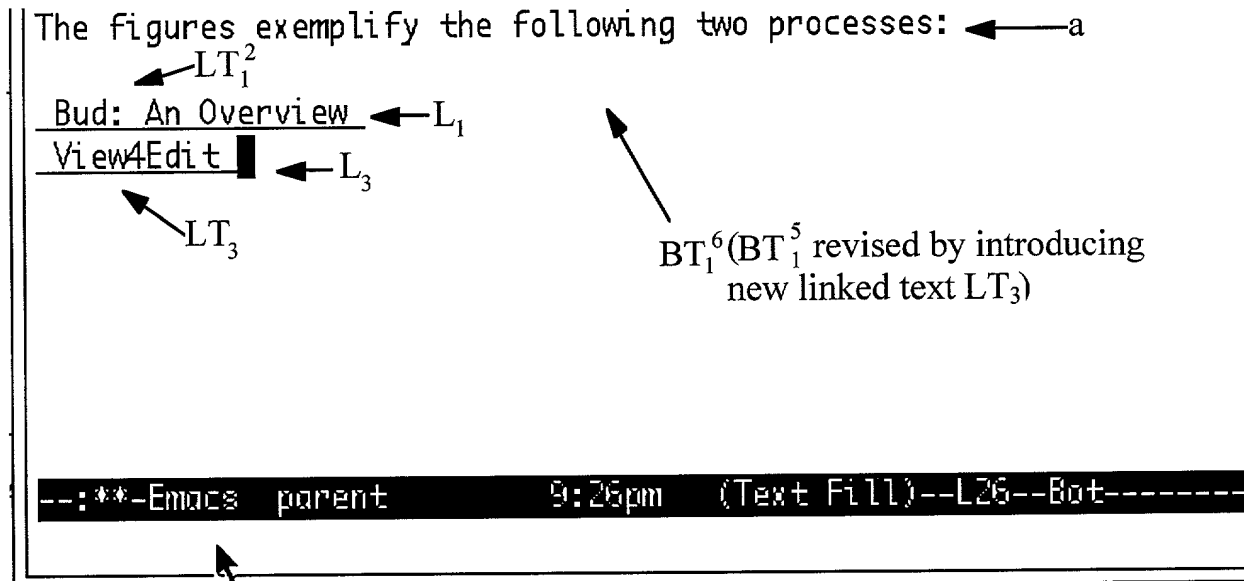 The figures exemplify the following two processes: a
LT₁²
Bud: An Overview L₁
View4Edit L₃
LT₃
BT₁⁶(BT₁⁵ revised by introducing
new linked text LT₃)
--:**-Emacs parent 9:26pm (Text Fill)--L26--Bot--------